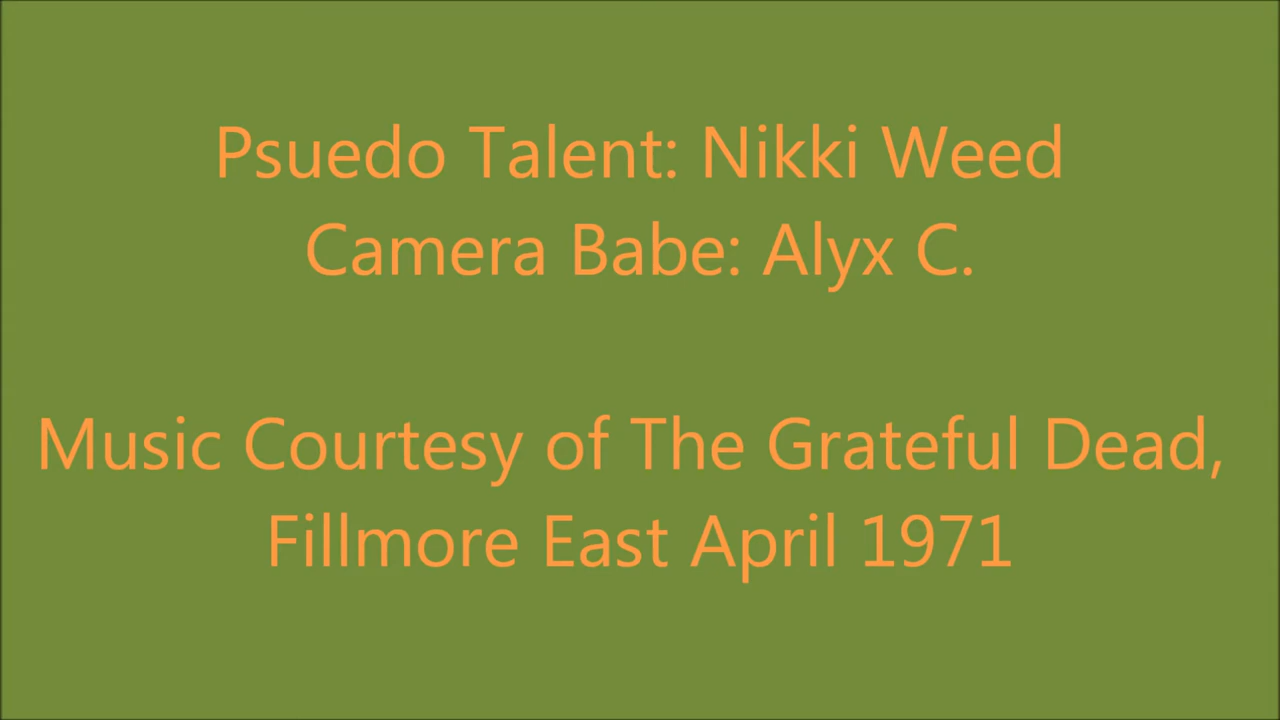 Psuedo Talent: Nikki Weed
Camera Babe: Alyx C.
Music Courtesy of The Grateful Dead,
Fillmore East April 1971